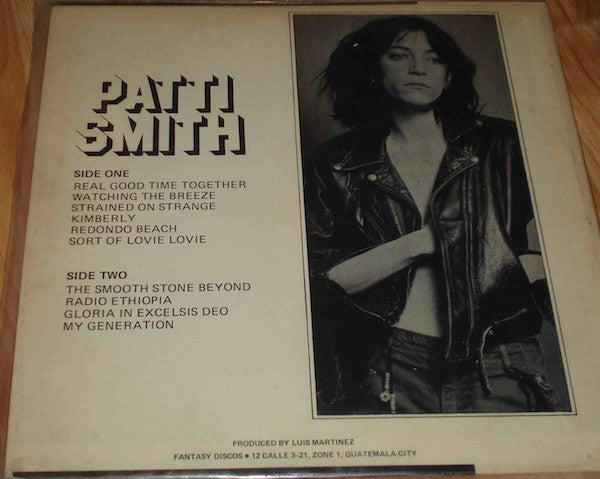 PATTI
SMITH
SIDE ONE
REAL GOOD TIME TOGETHER
WATCHING THE BREEZE
STRAINED ON STRANGE
KIMBERLY
REDONDO BEACH
SORT OF LOVIE LOVIE
SIDE TWO
THE SMOOTH STONE BEYOND
RADIO ETHIOPIA
GLORIA IN EXCELSIS DEO
MY GENERATION
PRODUCED BY LUIS MARTINEZ
FANTASY DISCOS • 12 CALLE 3-21, ZONE 1, GUATEMALA CITY